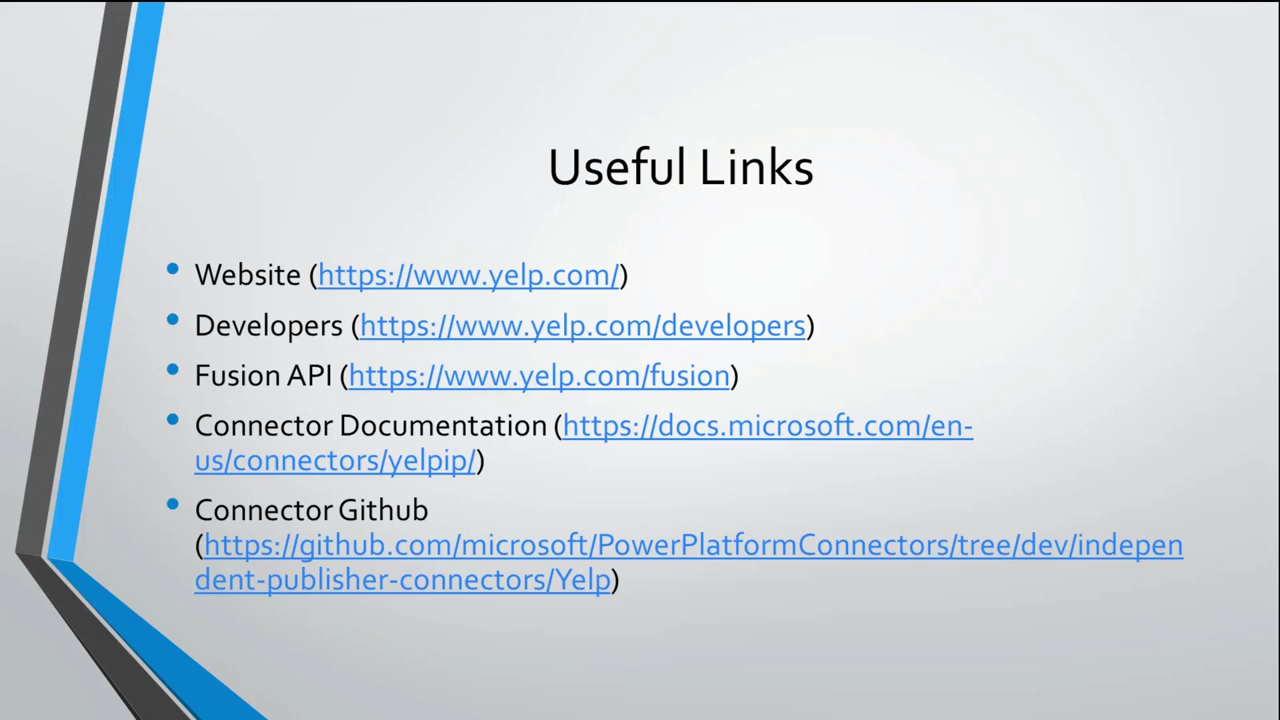 Useful Links
• Website (https://www.yelp.com/)
• Developers (https://www.yelp.com/developers)
• Fusion API (https://www.yelp.com/fusion)
• Connector Documentation (https://docs.microsoft.com/en-
us/connectors/yelpip/)
• Connector Github
(https://github.com/microsoft/PowerPlatformConnectors/tree/dev/indepen
dent-publisher-connectors/Yelp)